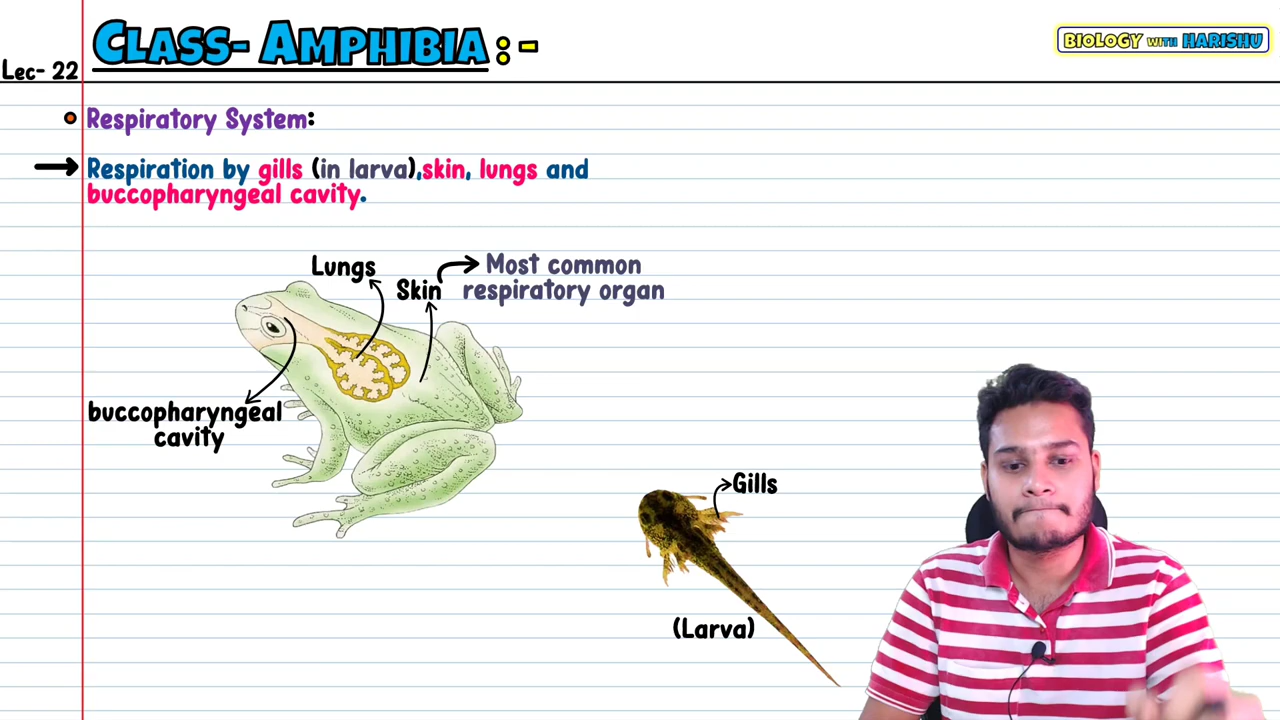 CLASS- AMPHIBIA :-
BIOLOGY WITH HARISHU
Lec- 22
Respiratory System:
Respiration by gills (in larva),skin, lungs and
buccopharyngeal cavity.
Lungs
Skin
Most common
respiratory organ
buccopharyngeal
cavity
Gills
(Larva)